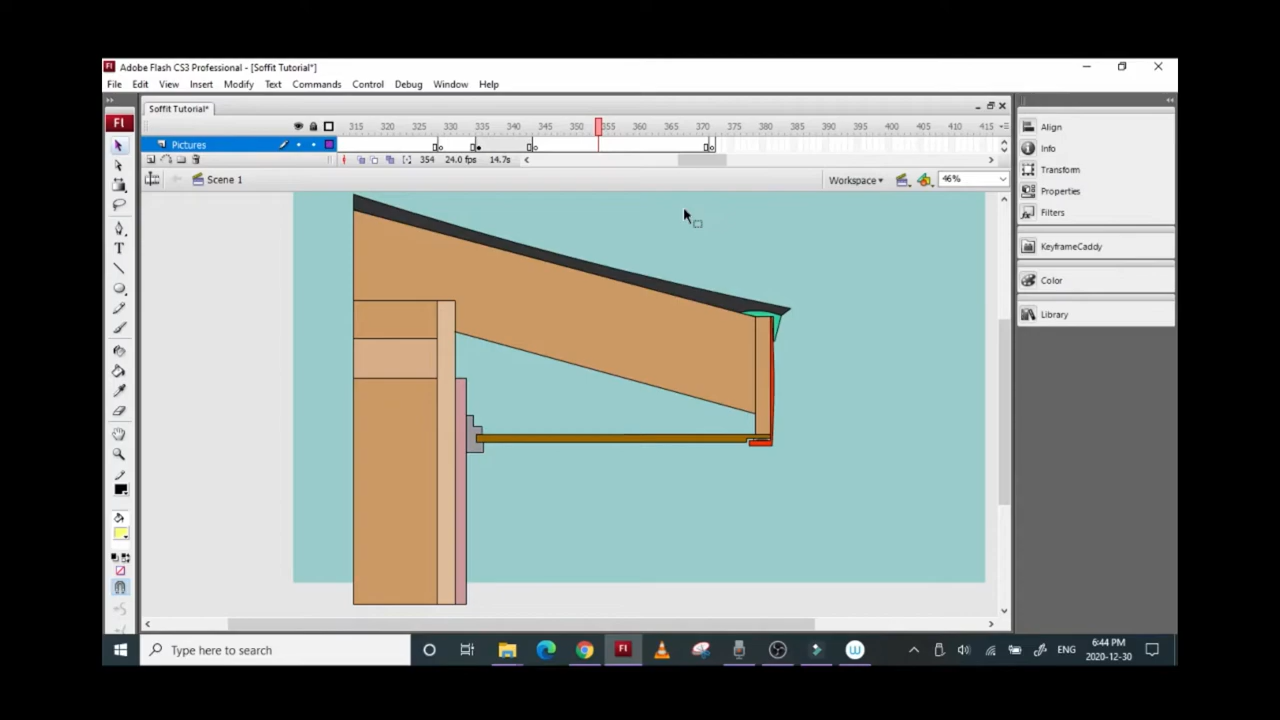 Fl Adobe Flash CS3 Professional - [Soffit Tutorial*]
File Edit View Insert Modify Text Commands Control Debug Window Help
Soffit Tutorial*
315 320 325 330 335 340 345 350 355 360 365 370 375 380 385 390 395 400 405 410 415
Pictures
354 24.0 fps 14.7s
Scene 1
Workspace
46%
Fl
Align
Info
Transform
Properties
Filters
KeyframeCaddy
Color
Library
T
Type here to search
Fl
W
ENG
6:44 PM
2020-12-30